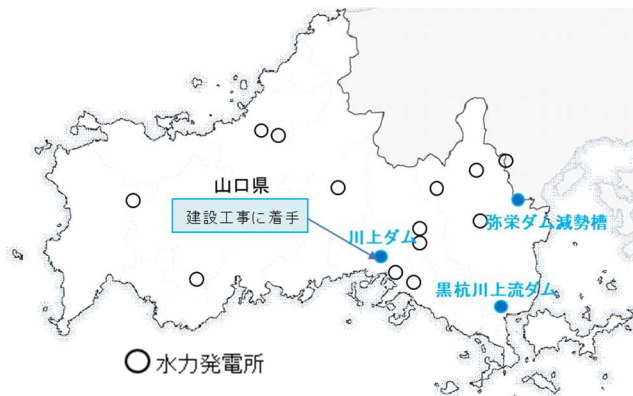 山口県
建設工事に着手
川上ダム
弥栄ダム減勢槽
黒杭川上流ダム
水力発電所